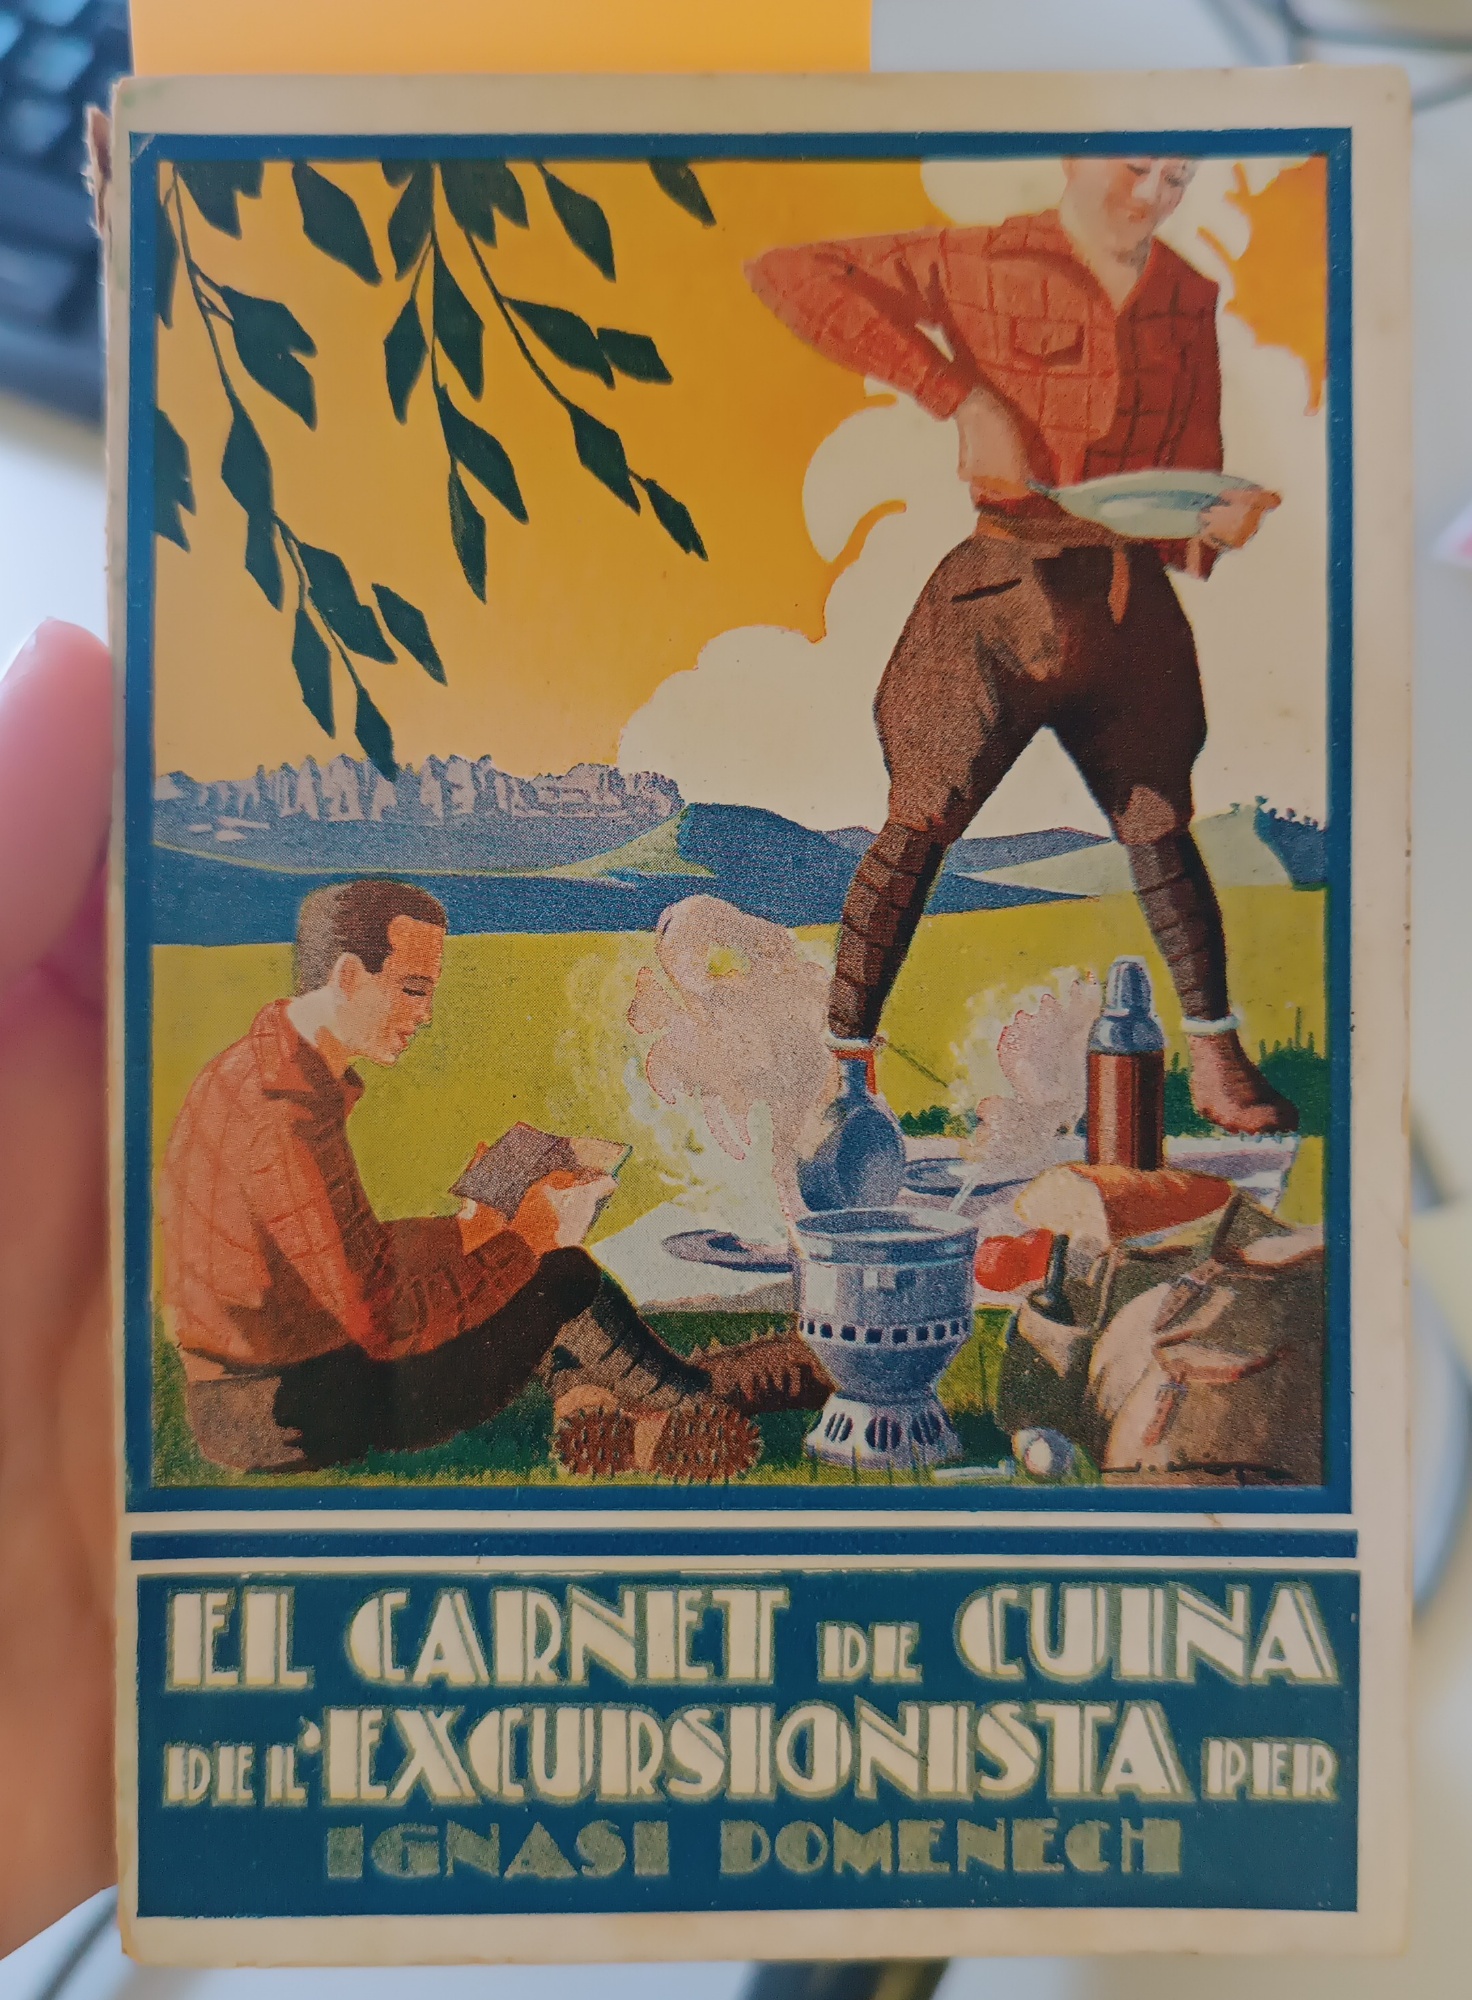 EL CARNET DE CUINA
DE L'EXCURSIONISTA PER
IGNASI DOMENECH